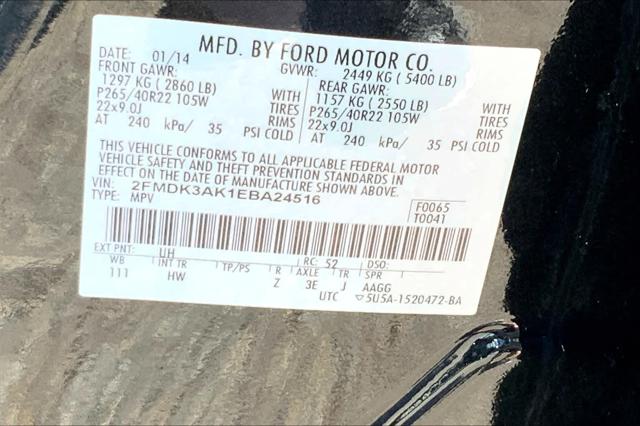 MFD. BY FORD MOTOR CO.
DATE: 01/14 GVWR: 2449 KG ( 5400 LB)
FRONT GAWR: REAR GAWR:
1297 KG ( 2860 LB) WITH 1157 KG ( 2550 LB) WITH
P265/40R22 105W TIRES P265/40R22 105W TIRES
22x9.0J RIMS 22x9.0J RIMS
AT 240 kPa/ 35 PSI COLD AT 240 kPa/ 35 PSI COLD
THIS VEHICLE CONFORMS TO ALL APPLICABLE FEDERAL MOTOR
VEHICLE SAFETY AND THEFT PREVENTION STANDARDS IN
EFFECT ON THE DATE OF MANUFACTURE SHOWN ABOVE.
VIN: 2FMDK3AK1EBA24516 F0065
TYPE: MPV T0041
EXT PNT: UH RC: 52 DSO:
WB INT TR TP/PS R AXLE TR SPR
111 HW Z 3E J AAGG
UTC ▽5U5A-1520472-BA